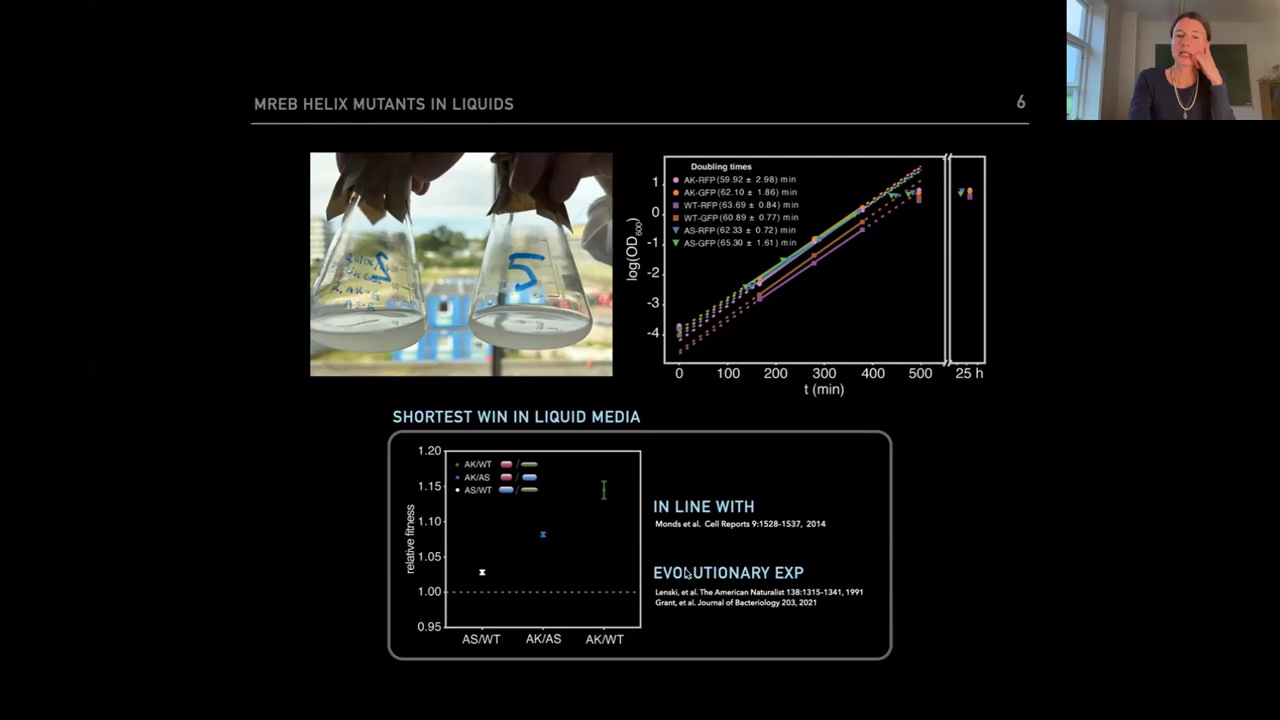 MREB HELIX MUTANTS IN LIQUIDS
6
2
AK-G
5
Doubling times
AK-RFP (59.92 ± 2.98) min
AK-GFP (62.10 ± 1.86) min
WT-RFP (63.69 ± 0.84) min
WT-GFP (60.89 ± 0.77) min
AS-RFP (62.33 ± 0.72) min
AS-GFP (65.30 ± 1.61) min
log(OD600)
1
0
-1
-2
-3
-4
0 100 200 300 400 500 25 h
t (min)
SHORTEST WIN IN LIQUID MEDIA
relative fitness
1.20
1.15
1.10
1.05
1.00
0.95
AK/WT
AK/AS
AS/WT
AS/WT AK/AS AK/WT
IN LINE WITH
Monds et al. Cell Reports 9:1528-1537, 2014
EVOLUTIONARY EXP
Lenski, et al. The American Naturalist 138:1315-1341, 1991
Grant, et al. Journal of Bacteriology 203, 2021